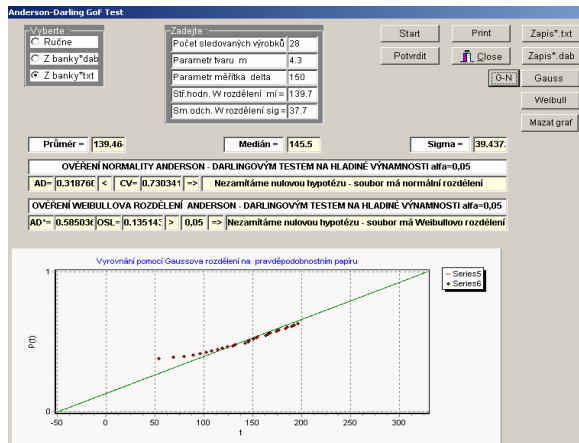 Anderson-Darling GoF Test
Vyberte :
Ručne
Z banky*dab
Z banky*txt
Zadejte :
Počet sledovaných výrobků 28
Parametr tvaru m 4.3
Parametr měřítka delta 150
Stř.hodn. W rozdělení mí = 139.7
Sm.odch. W rozdělení sig = 37.7
Start Print Zapis*.txt
Potvrdit Close Zapis*.dab
G-N Gauss
Weibull
Mazat graf
Průměr = 139.46 Medián = 145.5 Sigma = 39.437
OVĚŘENÍ NORMALITY ANDERSON - DARLINGOVÝM TESTEM NA HLADINĚ VÝNAMNOSTI alfa=0,05
AD= 0.31876 < CV= 0.730341 => Nezamítáme nulovou hypotézu - soubor má normální rozdělení
OVĚŘENÍ WEIBULLOVA ROZDĚLENÍ ANDERSON - DARLINGOVÝM TESTEM NA HLADINĚ VÝNAMNOSTI alfa=0,05
AD*= 0.585036 OSL= 0.13514 > 0,05 => Nezamítáme nulovou hypotézu - soubor má Weibullovo rozdělení
Vyrovnání pomocí Gaussova rozdělení na pravděpodobnostním papíru
Series5
Series6
1
P(t)
0
-50 0 50 100 150 200 250 300
t